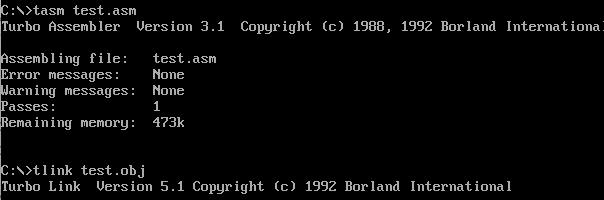 C:\>tasm test.asm
Turbo Assembler  Version 3.1  Copyright (c) 1988, 1992 Borland International
Assembling file:   test.asm
Error messages:    None
Warning messages:  None
Passes:            1
Remaining memory:  473k
C:\>tlink test.obj
Turbo Link  Version 5.1 Copyright (c) 1992 Borland International